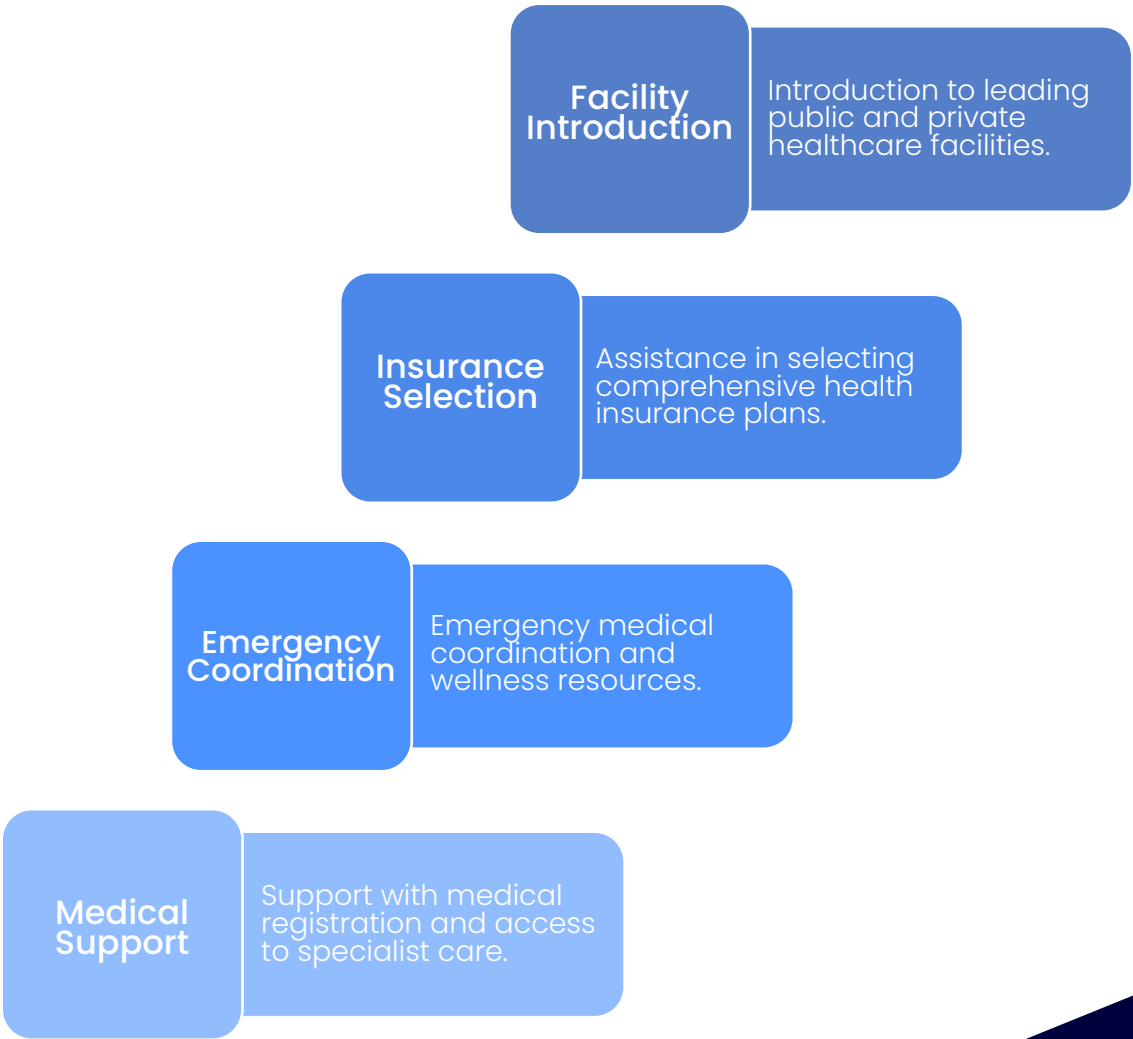 Facility
Introduction
Introduction to leading
public and private
healthcare facilities.
Insurance
Selection
Assistance in selecting
comprehensive health
insurance plans.
Emergency
Coordination
Emergency medical
coordination and
wellness resources.
Medical
Support
Support with medical
registration and access
to specialist care.